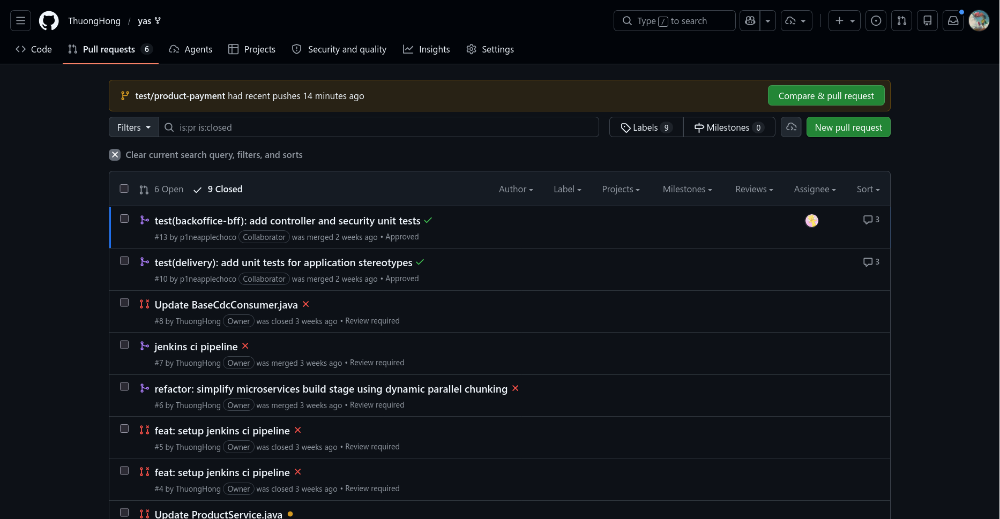 ThuongHong / yas
Type / to search
Code
Pull requests 6
Agents
Projects
Security and quality
Insights
Settings
test/product-payment had recent pushes 14 minutes ago
Compare & pull request
Filters
is:pr is:closed
Labels 9
Milestones 0
New pull request
Clear current search query, filters, and sorts
6 Open
9 Closed
Author
Label
Projects
Milestones
Reviews
Assignee
Sort
test(backoffice-bff): add controller and security unit tests
3
#13 by p1neapplechoco Collaborator was merged 2 weeks ago • Approved
test(delivery): add unit tests for application stereotypes
3
#10 by p1neapplechoco Collaborator was merged 2 weeks ago • Approved
Update BaseCdcConsumer.java
#8 by ThuongHong Owner was closed 3 weeks ago • Review required
jenkins ci pipeline
#7 by ThuongHong Owner was merged 3 weeks ago • Review required
refactor: simplify microservices build stage using dynamic parallel chunking
#6 by ThuongHong Owner was merged 3 weeks ago • Review required
feat: setup jenkins ci pipeline
#5 by ThuongHong Owner was closed 3 weeks ago • Review required
feat: setup jenkins ci pipeline
#4 by ThuongHong Owner was closed 3 weeks ago • Review required
Update ProductService.java